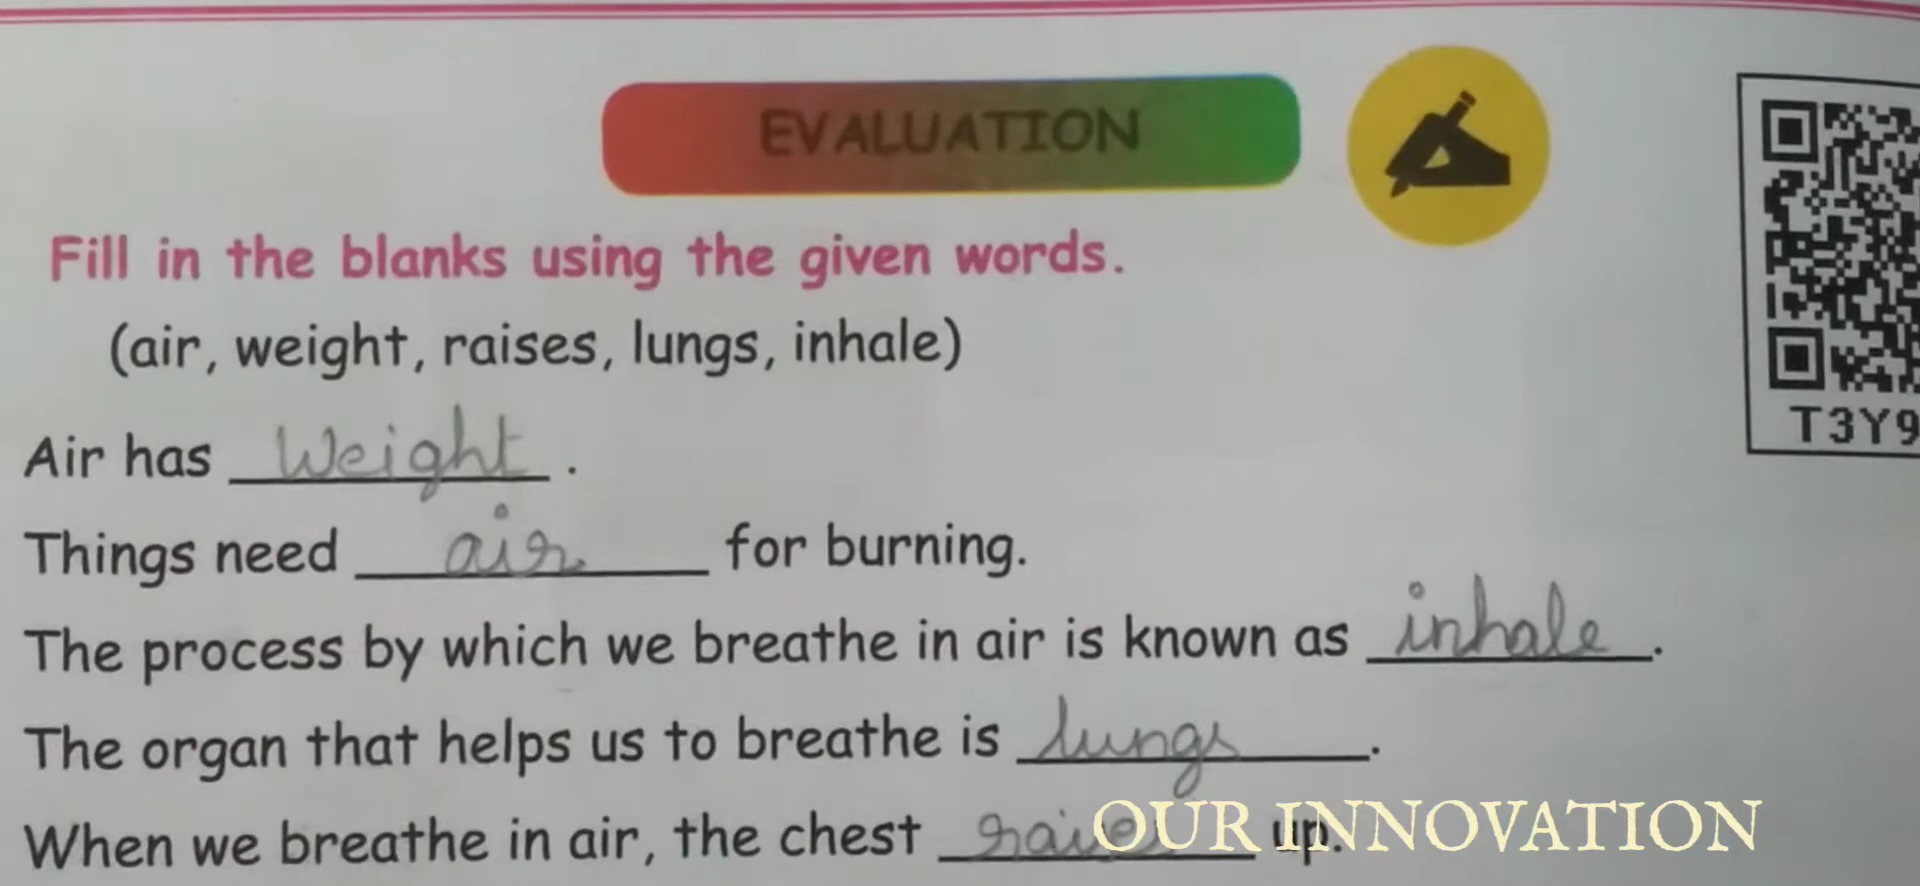 EVALUATION
Fill in the blanks using the given words.
(air, weight, raises, lungs, inhale)
Air has Weight .
Things need air for burning.
The process by which we breathe in air is known as inhale.
The organ that helps us to breathe is lungs.
When we breathe in air, the chest raises up.
T3Y9
OUR INNOVATION